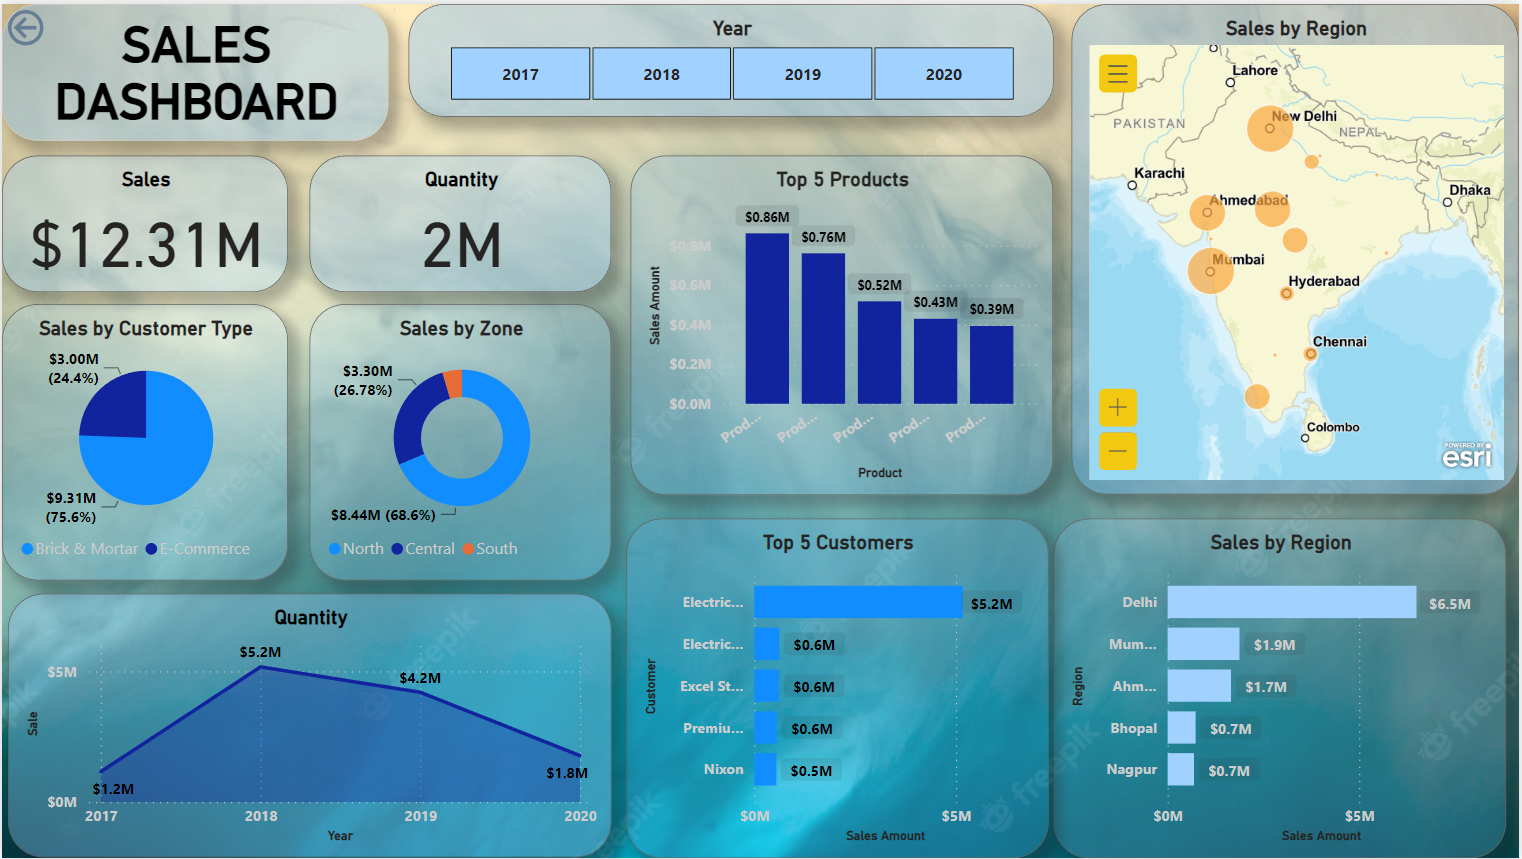 SALES
DASHBOARD
Year
2017
2018
2019
2020
Sales by Region
Lahore
New Delhi
PAKISTAN
NEPAL
Karachi
Ahmedabad
Dhaka
Mumbai
Hyderabad
Chennai
Colombo
POWERED BY
esri
Sales
$12.31M
Quantity
2M
Top 5 Products
$0.86M
$0.76M
$0.52M
$0.43M
$0.39M
$0.8M
$0.6M
$0.4M
$0.2M
$0.0M
Sales Amount
Prod...
Prod...
Prod...
Prod...
Prod...
Product
Sales by Customer Type
$3.00M
(24.4%)
$9.31M
(75.6%)
Brick & Mortar
E-Commerce
Sales by Zone
$3.30M
(26.78%)
$8.44M (68.6%)
North
Central
South
Quantity
$5.2M
$4.2M
$1.8M
$1.2M
$5M
$0M
Sale
2017
2018
2019
2020
Year
Top 5 Customers
Customer
Electric...
$5.2M
Electric...
$0.6M
Excel St...
$0.6M
Premiu...
$0.6M
Nixon
$0.5M
$0M
$5M
Sales Amount
Sales by Region
Region
Delhi
$6.5M
Mum...
$1.9M
Ahm...
$1.7M
Bhopal
$0.7M
Nagpur
$0.7M
$0M
$5M
Sales Amount
freepik